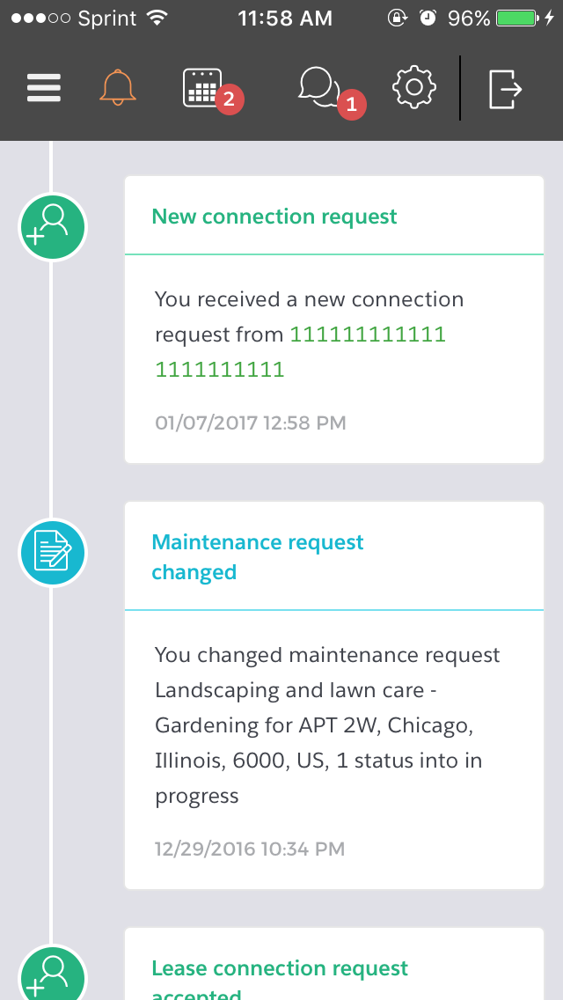 Sprint 11:58 AM 96%
2 1
New connection request
You received a new connection
request from 111111111111
1111111111
01/07/2017 12:58 PM
Maintenance request
changed
You changed maintenance request
Landscaping and lawn care -
Gardening for APT 2W, Chicago,
Illinois, 6000, US, 1 status into in
progress
12/29/2016 10:34 PM
Lease connection request
accepted